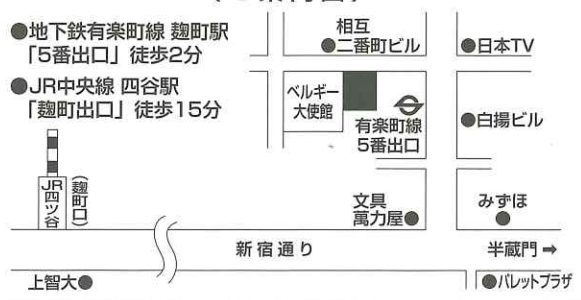 ●地下鉄有楽町線 麹町駅
「5番出口」徒歩2分
●JR中央線 四谷駅
「麹町出口」徒歩15分
相互
●二番町ビル
●日本TV
ベルギー
大使館
有楽町線
5番出口
●白揚ビル
JR四ツ谷
(麹町口)
文具
萬力屋●
みずほ
●
新宿通り
半蔵門➡
上智大●
●パレットプラザ